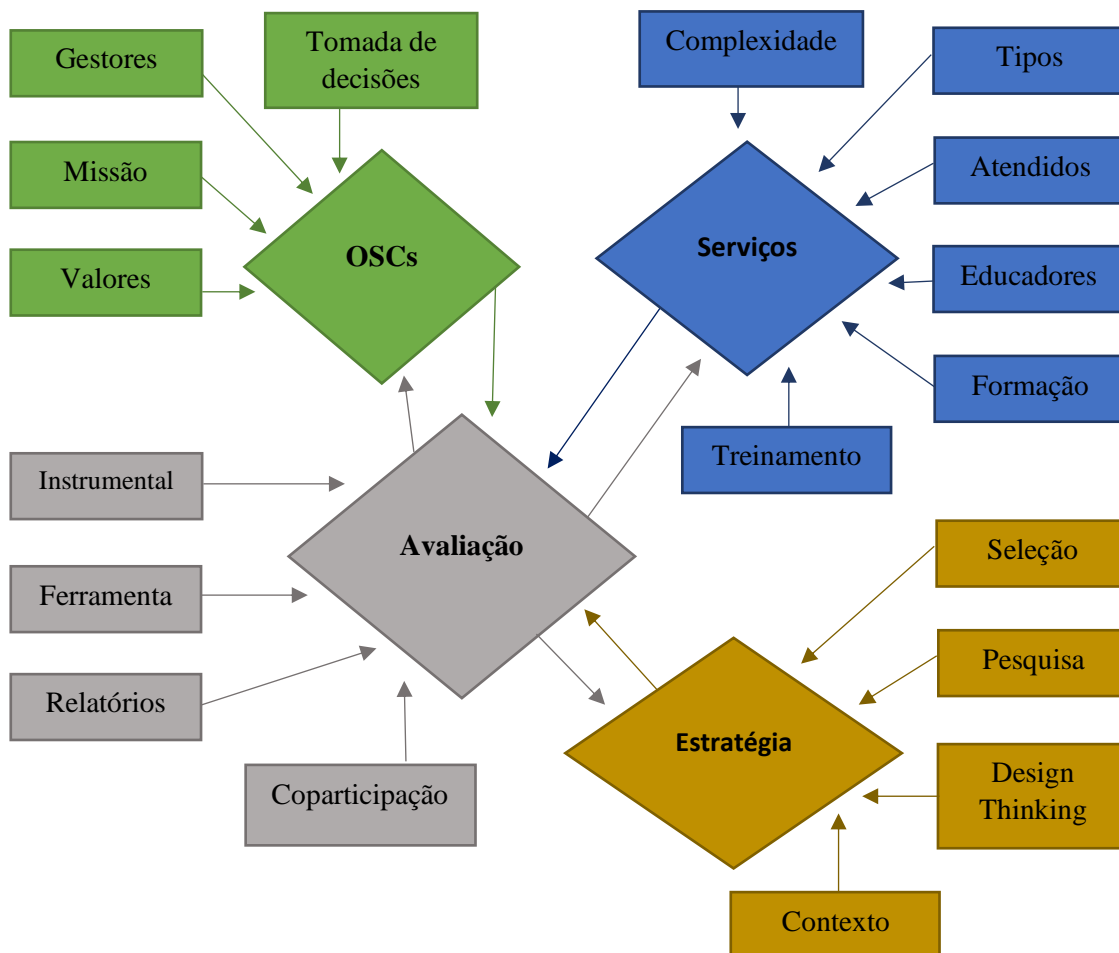 Gestores
Tomada de
decisões
Missão
Valores
OSCs
Complexidade
Tipos
Atendidos
Educadores
Formação
Treinamento
Serviços
Instrumental
Ferramenta
Relatórios
Coparticipação
Avaliação
Seleção
Pesquisa
Design
Thinking
Contexto
Estratégia